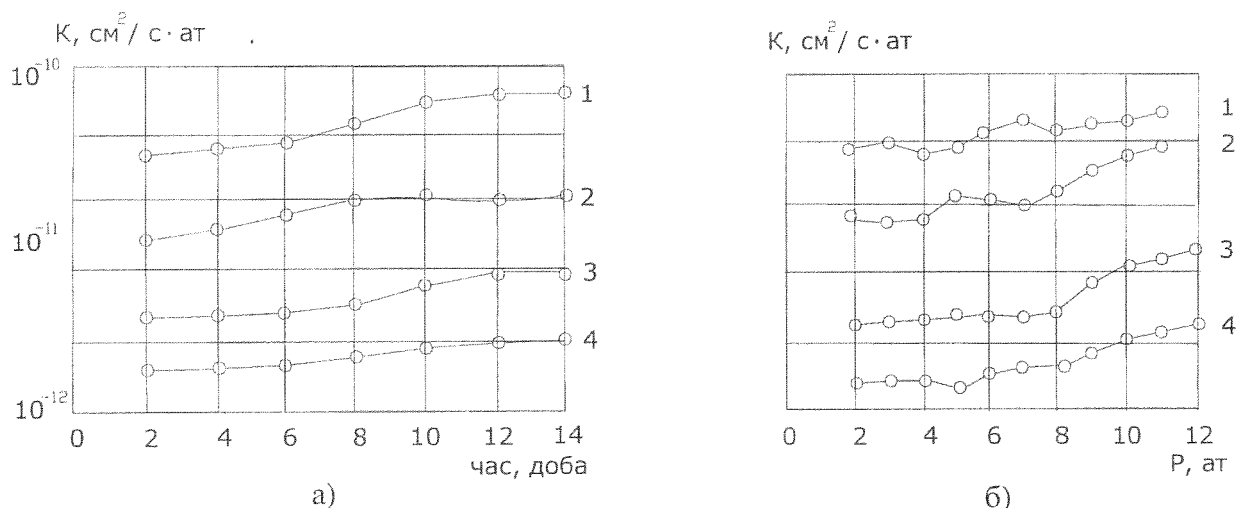 К, см²/ с· ат
10⁻¹⁰
10⁻¹¹
10⁻¹²
1
2
3
4
0 2 4 6 8 10 12 14
час, доба
а)
К, см²/ с· ат
1
2
3
4
0 2 4 6 8 10 12
Р, ат
б)